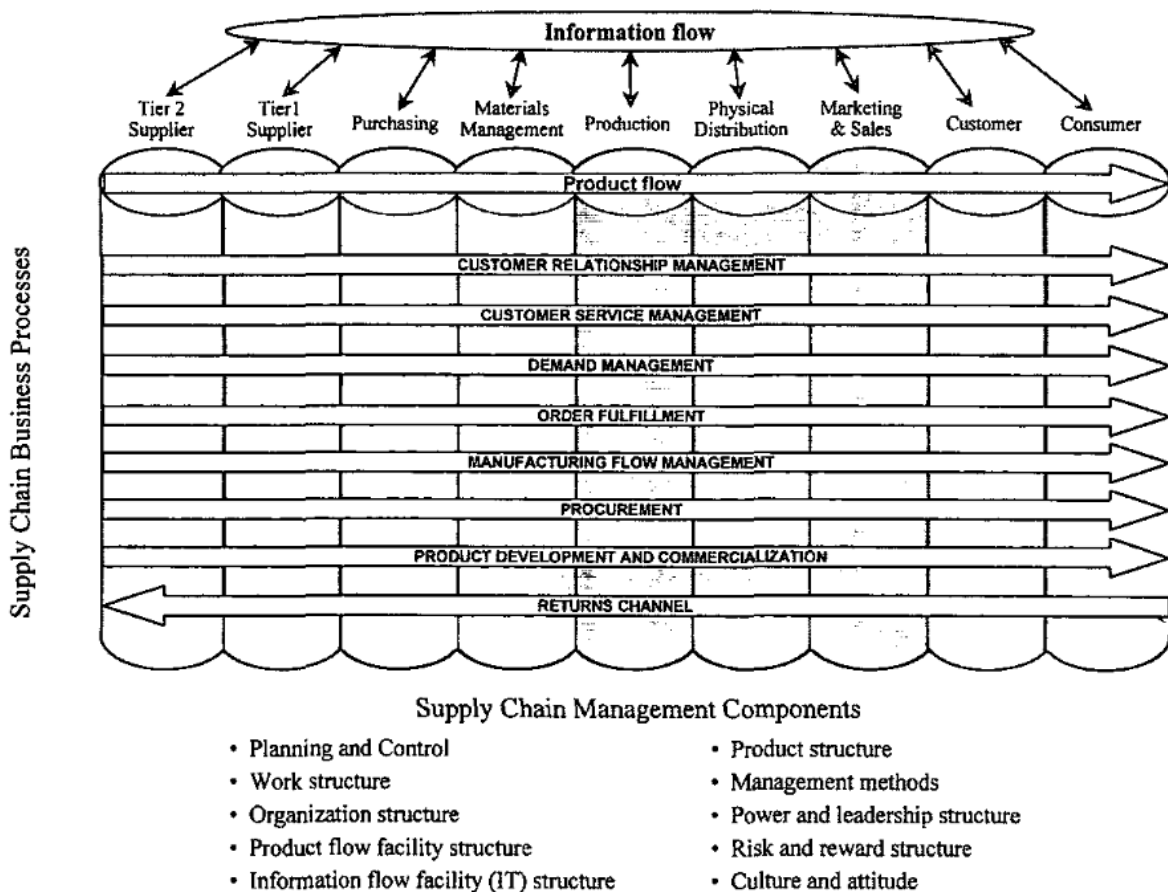 Information flow
Tier 2
Supplier
Tier1
Supplier
Purchasing
Materials
Management
Production
Physical
Distribution
Marketing
& Sales
Customer
Consumer
Product flow
Supply Chain Business Processes
CUSTOMER RELATIONSHIP MANAGEMENT
CUSTOMER SERVICE MANAGEMENT
DEMAND MANAGEMENT
ORDER FULFILLMENT
MANUFACTURING FLOW MANAGEMENT
PROCUREMENT
PRODUCT DEVELOPMENT AND COMMERCIALIZATION
RETURNS CHANNEL
Supply Chain Management Components
• Planning and Control
• Work structure
• Organization structure
• Product flow facility structure
• Information flow facility (IT) structure
• Product structure
• Management methods
• Power and leadership structure
• Risk and reward structure
• Culture and attitude